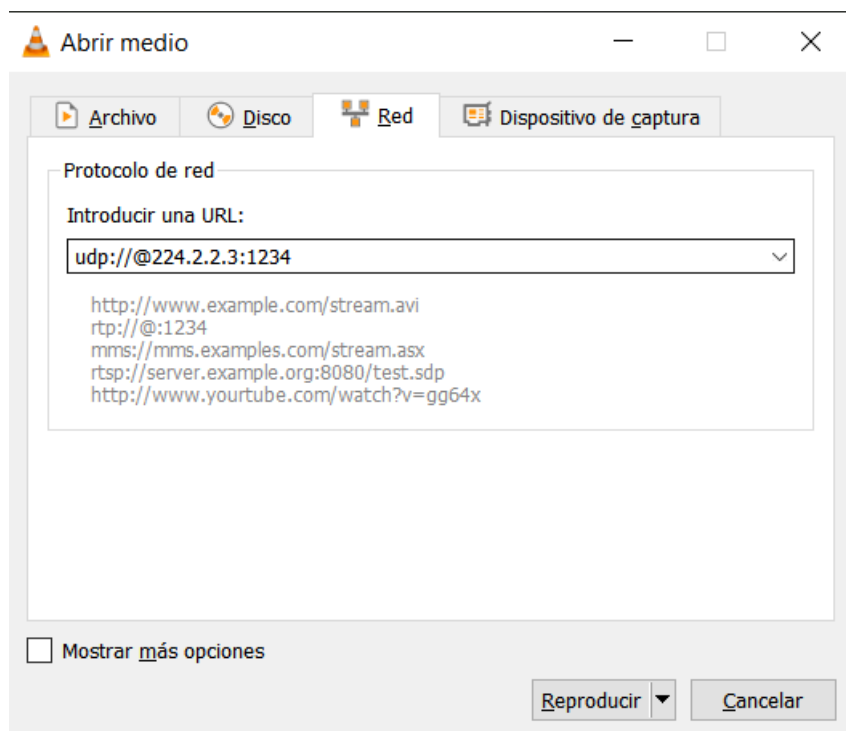 Abrir medio
Archivo Disco Red Dispositivo de captura
Protocolo de red
Introducir una URL:
udp://@224.2.2.3:1234
http://www.example.com/stream.avi
rtp://@:1234
mms://mms.examples.com/stream.asx
rtsp://server.example.org:8080/test.sdp
http://www.yourtube.com/watch?v=gg64x
Mostrar más opciones
Reproducir Cancelar